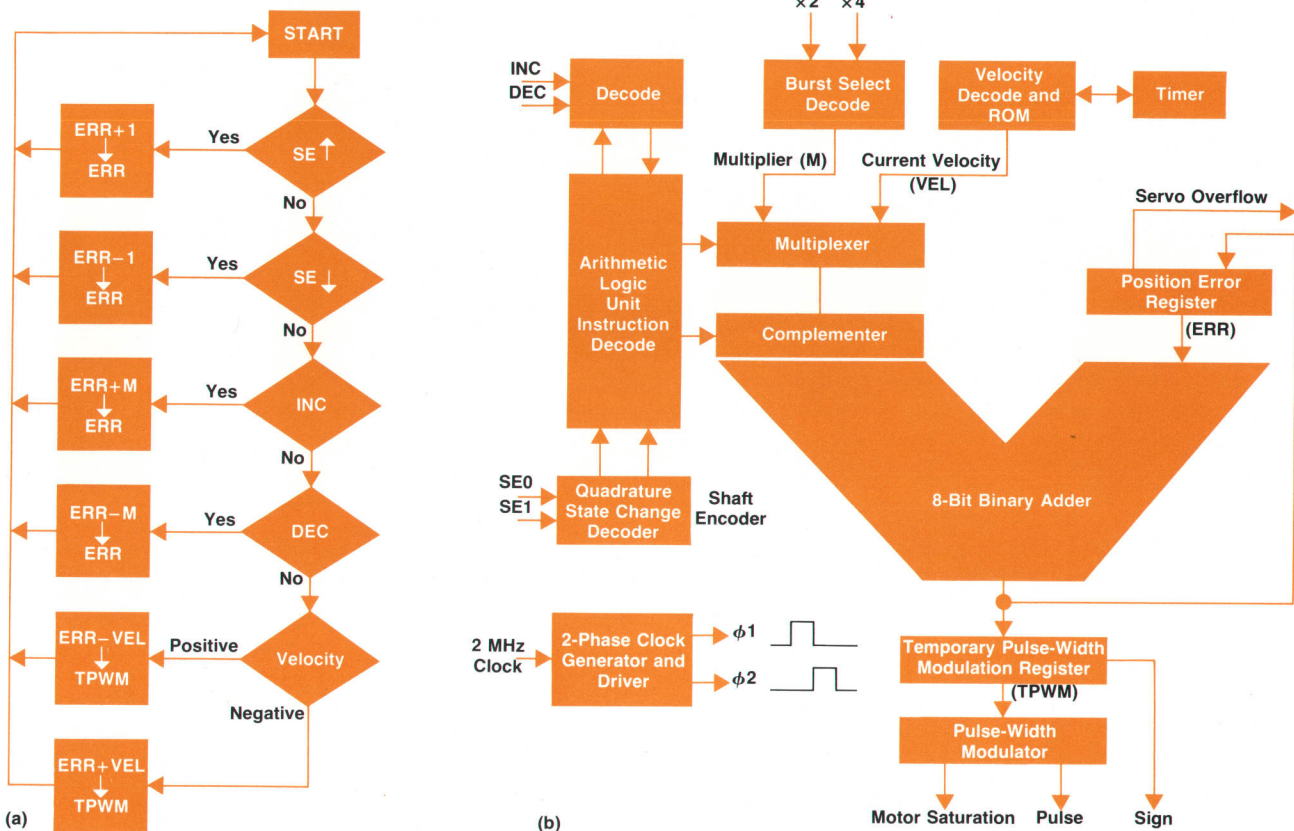 START
SE ↑
Yes
ERR+1
↓
ERR
No
SE ↓
Yes
ERR−1
↓
ERR
No
INC
Yes
ERR+M
↓
ERR
No
DEC
Yes
ERR−M
↓
ERR
No
Velocity
Positive
ERR−VEL
↓
TPWM
Negative
ERR+VEL
↓
TPWM
(a)
×2 ×4
INC
DEC
Decode
Burst Select
Decode
Velocity
Decode and
ROM
Timer
Multiplier (M)
Current Velocity
(VEL)
Servo Overflow
Arithmetic
Logic
Unit
Instruction
Decode
Multiplexer
Complementer
Position Error
Register
(ERR)
8-Bit Binary Adder
SE0
SE1
Quadrature
State Change
Decoder
Shaft
Encoder
2 MHz
Clock
2-Phase Clock
Generator and
Driver
ϕ1
ϕ2
Temporary Pulse-Width
Modulation Register
(TPWM)
Pulse-Width
Modulator
Motor Saturation
Pulse
Sign
(b)